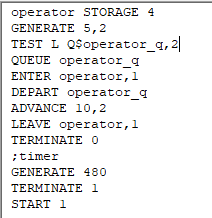 operator STORAGE 4
GENERATE 5,2
TEST L Q$operator_q,2
QUEUE operator_q
ENTER operator,1
DEPART operator_q
ADVANCE 10,2
LEAVE operator,1
TERMINATE 0
;timer
GENERATE 480
TERMINATE 1
START 1